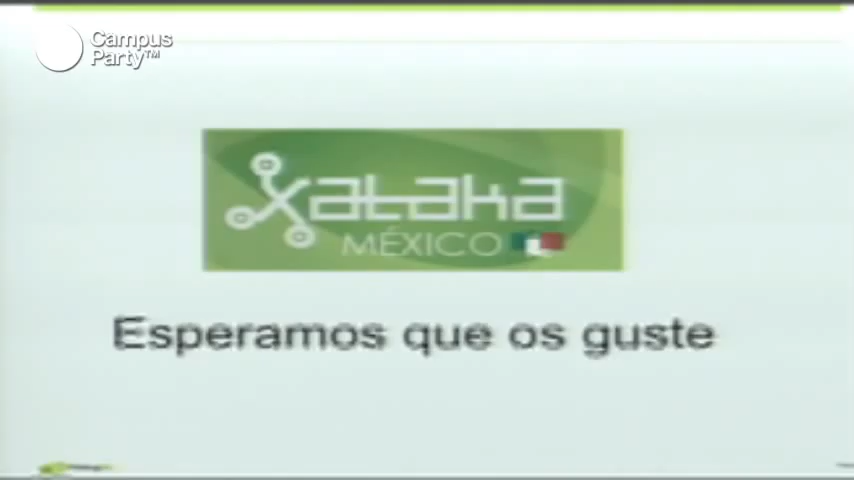 Campus
Party™
Xataka
MÉXICO
Esperamos que os guste